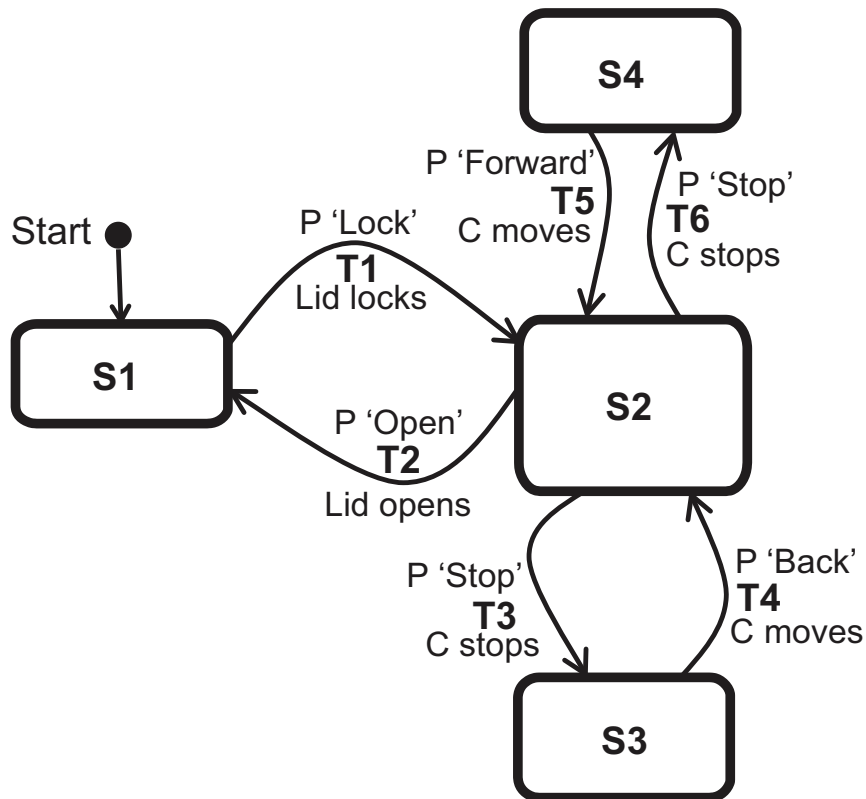 S4
P ‘Forward’
T5
C moves
P ‘Stop’
T6
C stops
Start
P ‘Lock’
T1
Lid locks
S1
S2
P ‘Open’
T2
Lid opens
P ‘Stop’
T3
C stops
P ‘Back’
T4
C moves
S3